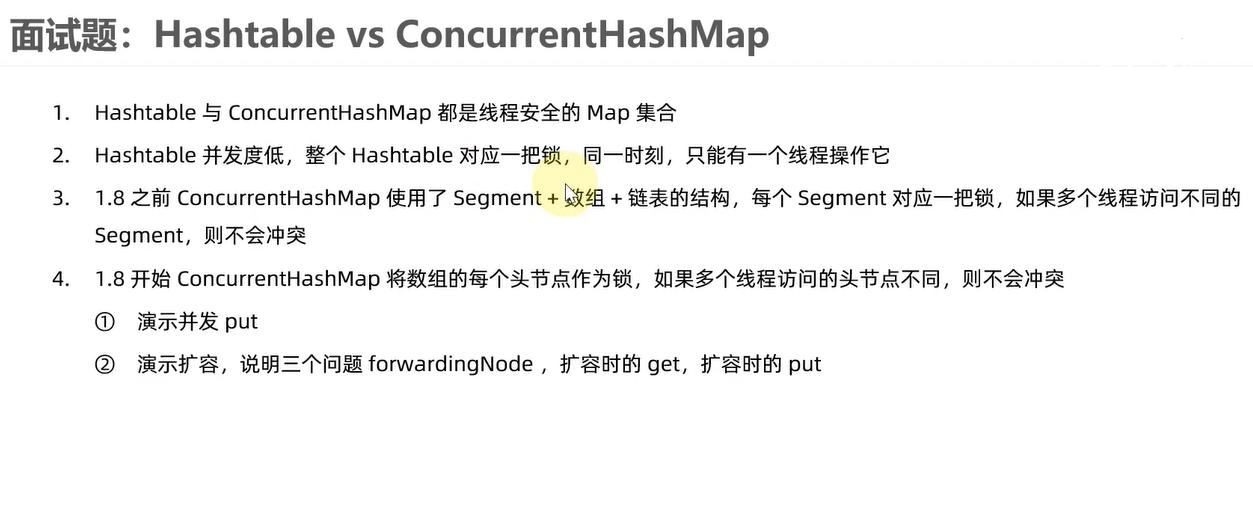 面试题：Hashtable vs ConcurrentHashMap
1. Hashtable 与 ConcurrentHashMap 都是线程安全的 Map 集合
2. Hashtable 并发度低，整个 Hashtable 对应一把锁，同一时刻，只能有一个线程操作它
3. 1.8 之前 ConcurrentHashMap 使用了 Segment + 数组 + 链表的结构，每个 Segment 对应一把锁，如果多个线程访问不同的
Segment，则不会冲突
4. 1.8 开始 ConcurrentHashMap 将数组的每个头节点作为锁，如果多个线程访问的头节点不同，则不会冲突
① 演示并发 put
② 演示扩容，说明三个问题 forwardingNode ，扩容时的 get，扩容时的 put